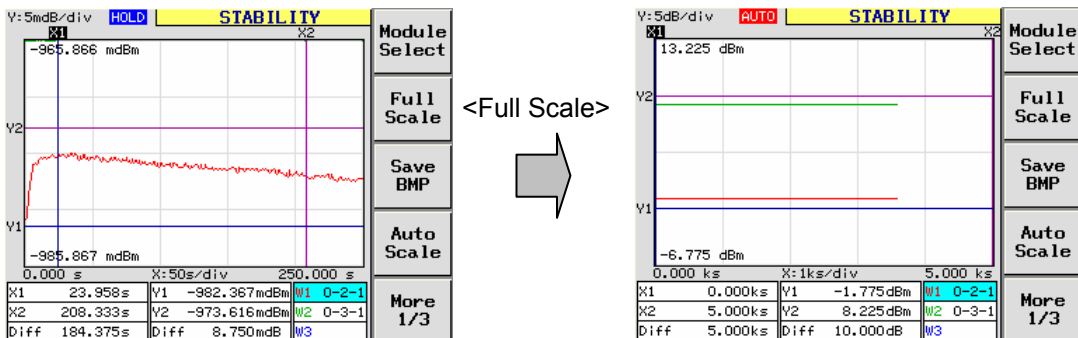 Y:5mdB/div HOLD STABILITY
X1 X2
-965.866 mdBm
Y2
Y1
-985.867 mdBm
0.000 s X:50s/div 250.000 s
X1 23.958s Y1 -982.367mdBm W1 0-2-1
X2 208.333s Y2 -973.616mdBm W2 0-3-1
Diff 184.375s Diff 8.750mdB W3
Module
Select
Full
Scale
Save
BMP
Auto
Scale
More
1/3
<Full Scale>
Y:5dB/div AUTO STABILITY
X1 X2
13.225 dBm
Y2
Y1
-6.775 dBm
0.000 ks X:1ks/div 5.000 ks
X1 0.000ks Y1 -1.775dBm W1 0-2-1
X2 5.000ks Y2 8.225dBm W2 0-3-1
Diff 5.000ks Diff 10.000dB W3
Module
Select
Full
Scale
Save
BMP
Auto
Scale
More
1/3